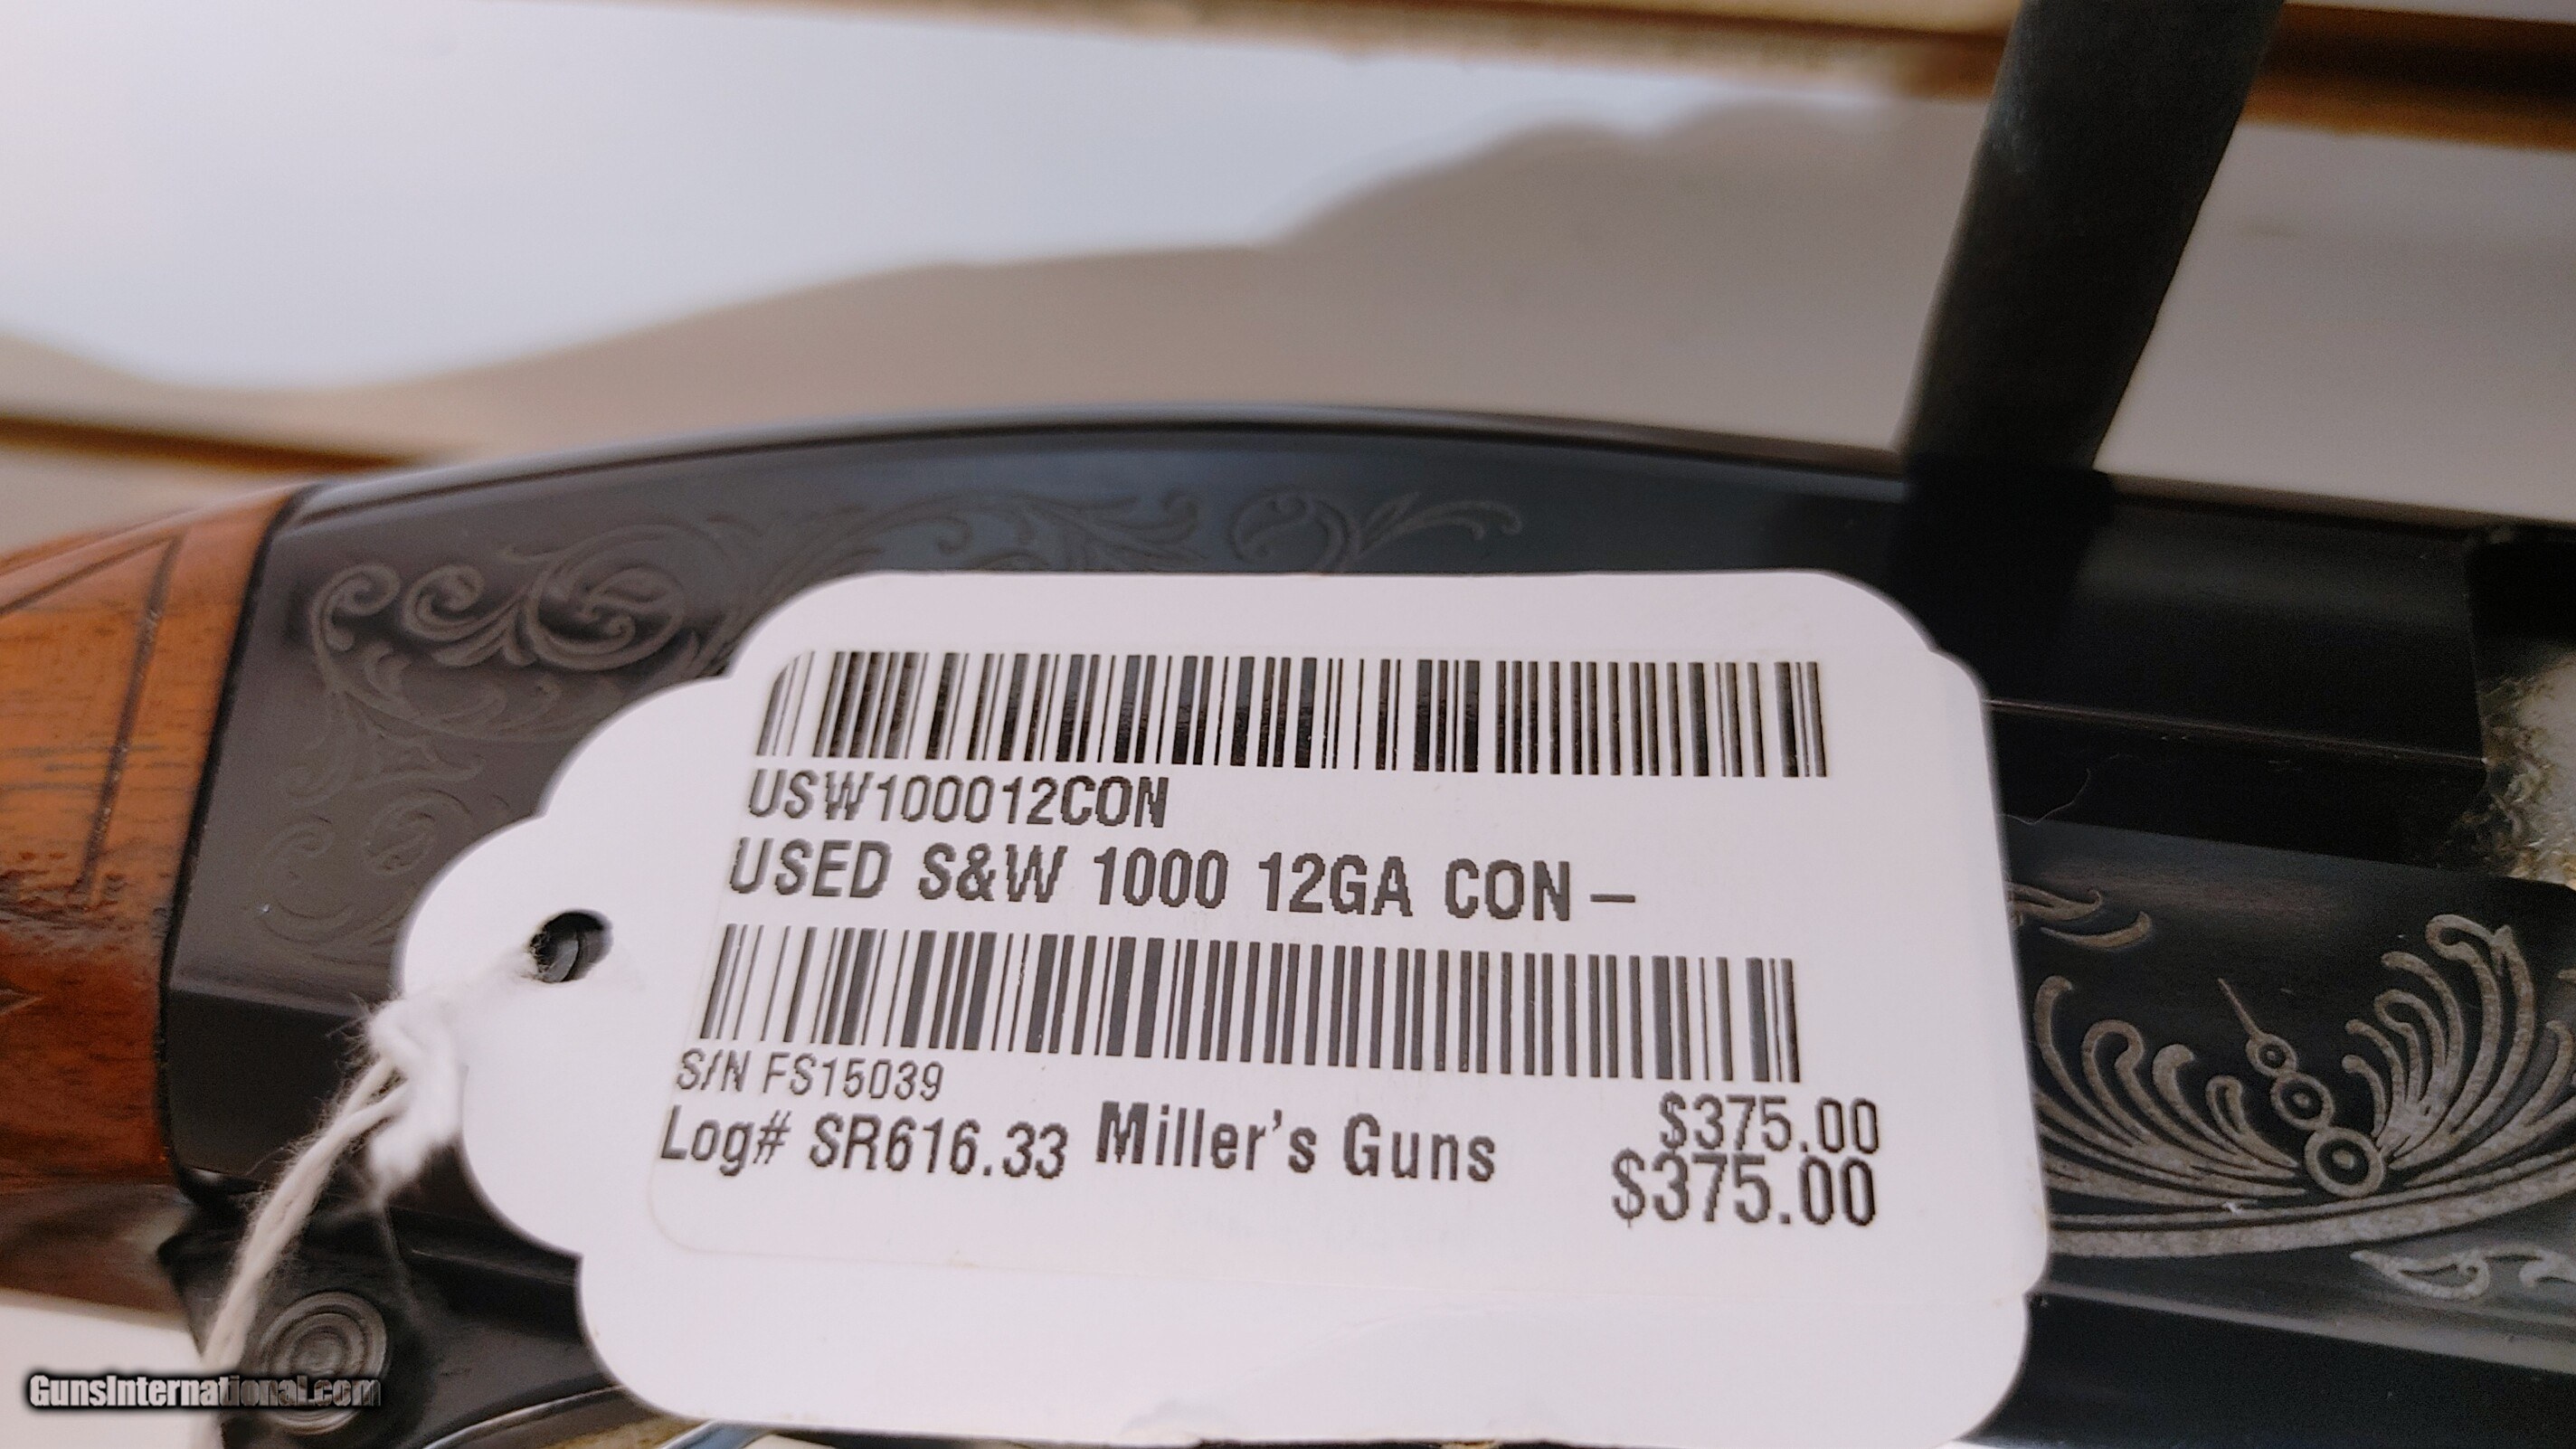 USW100012CON
USED S&W 1000 12GA CON -
S/N FS15039
$375.00
Log# SR616.33 Miller's Guns
$375.00
GunsInternational.com